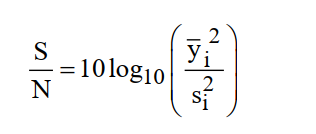 S/N = 10 log₁₀ (ȳᵢ² / sᵢ²)